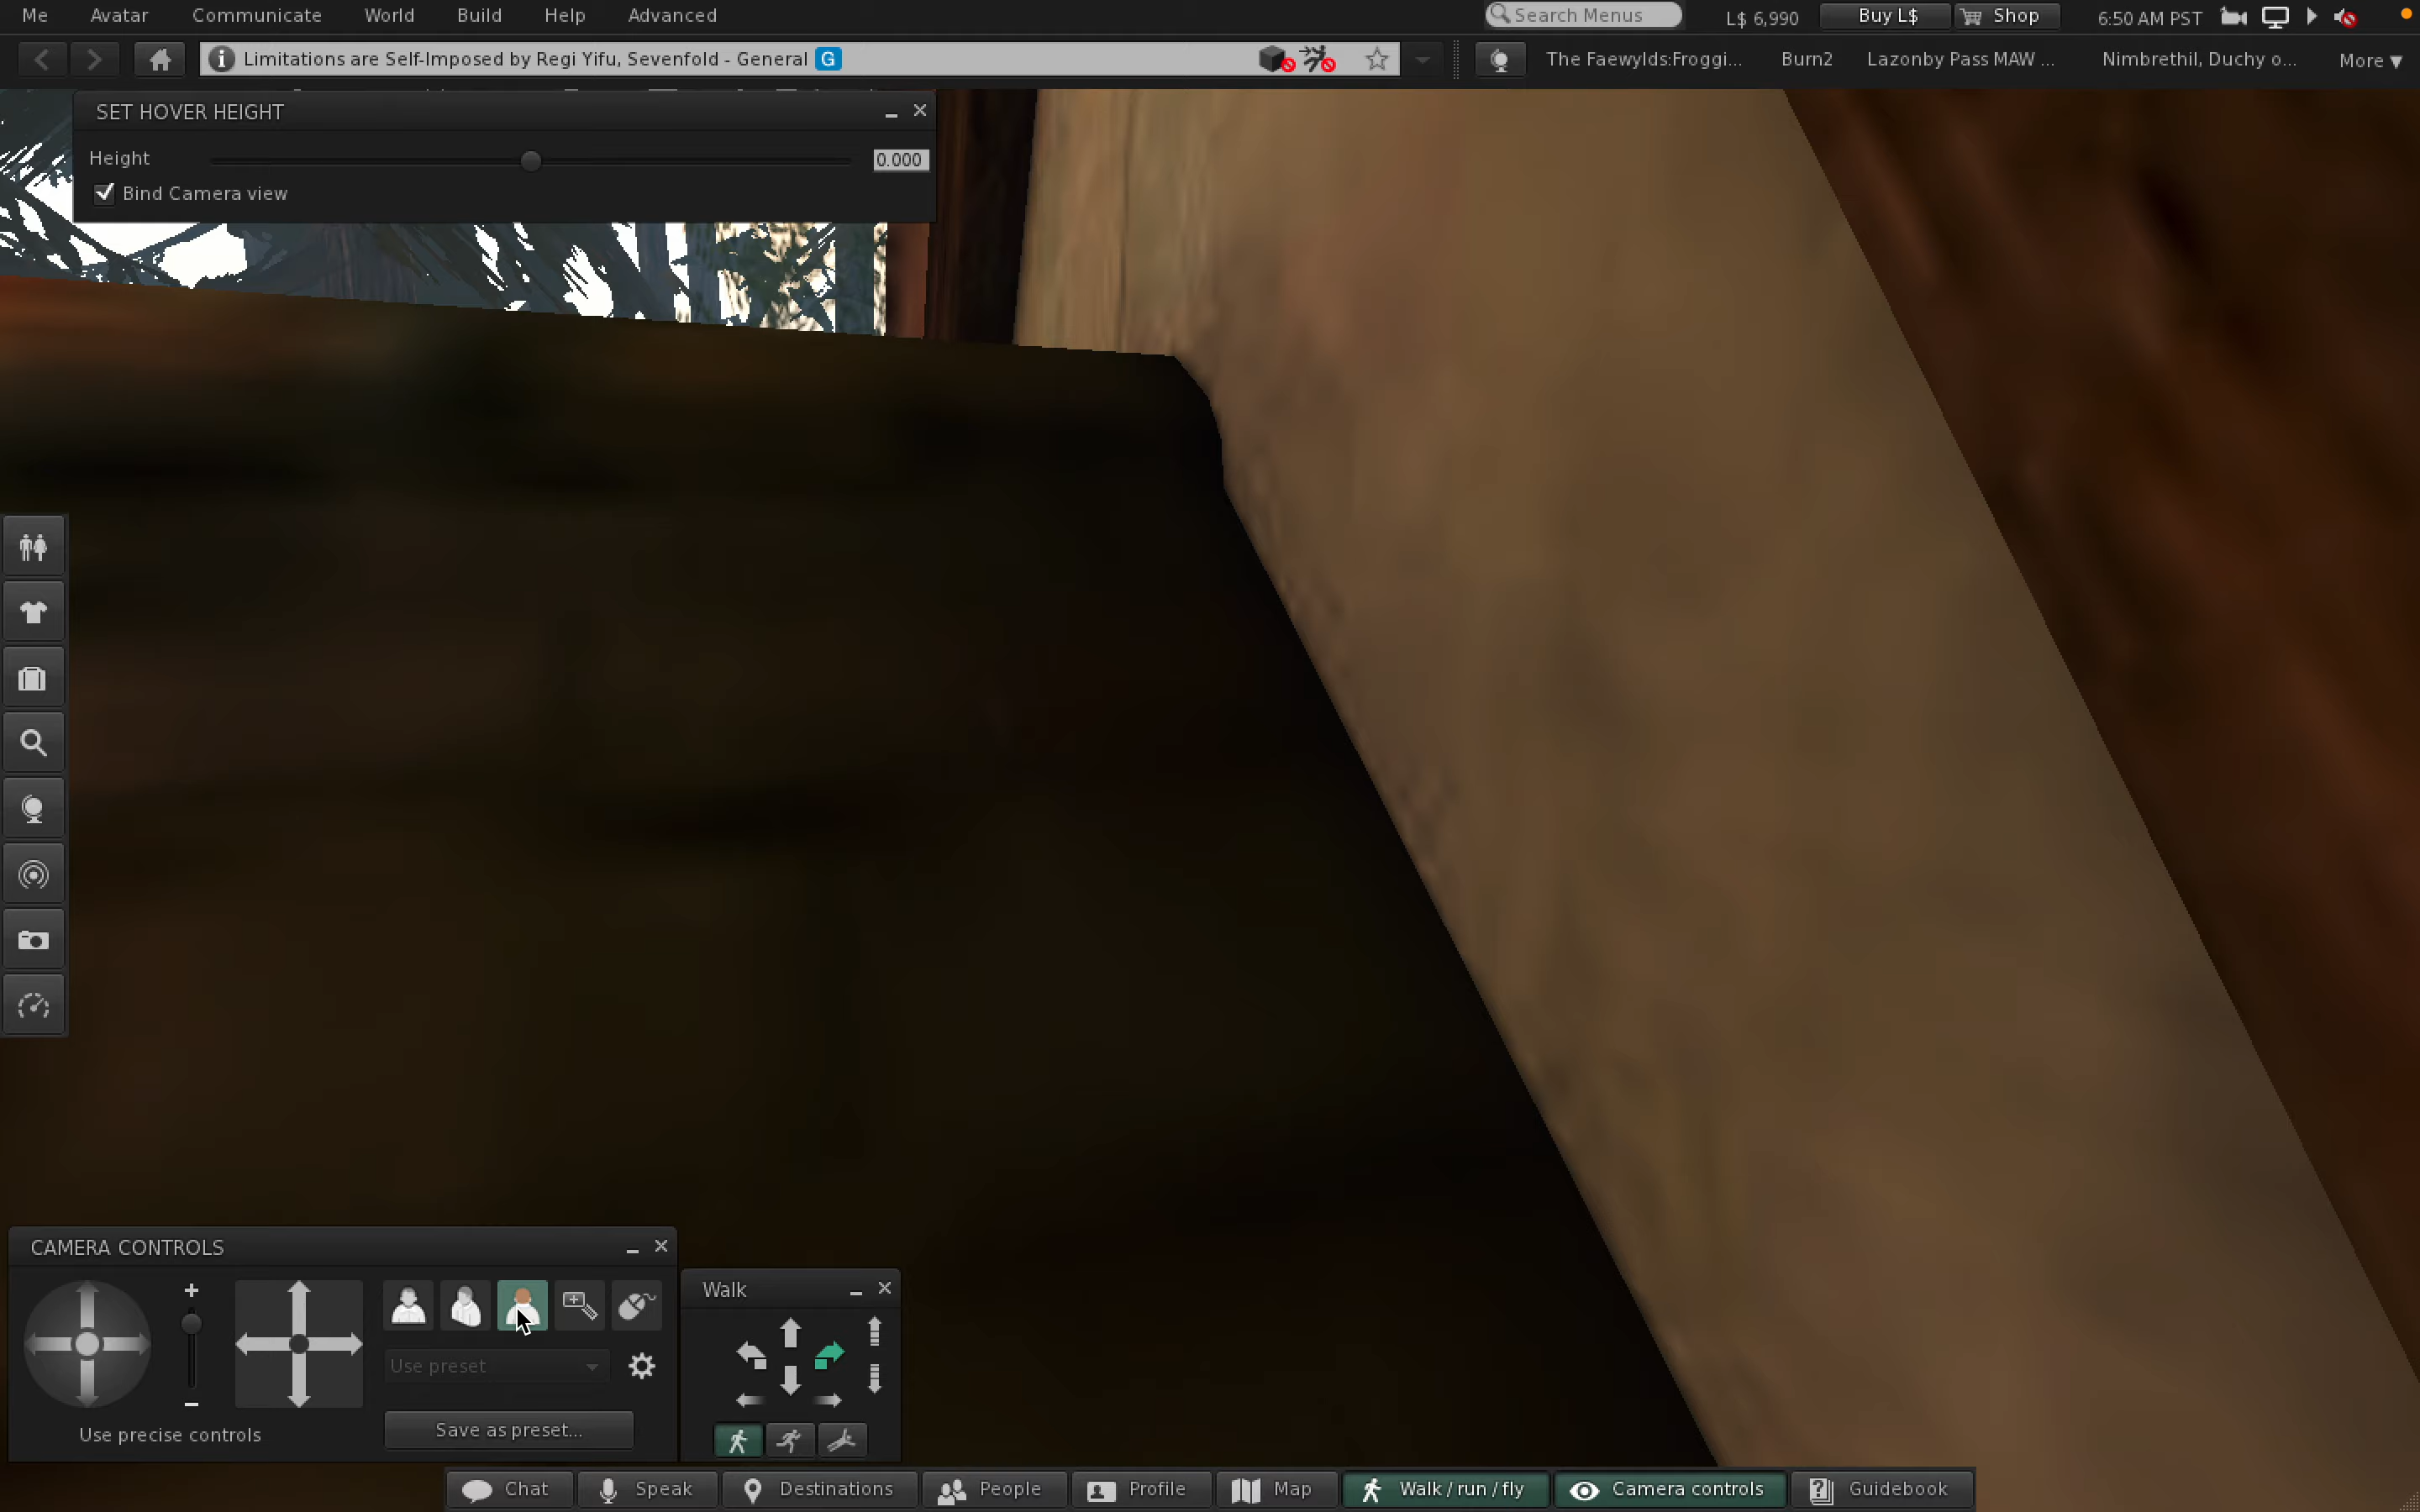 Me Avatar Communicate World Build Help Advanced Search Menus L$ 6,990 Buy L$ Shop 6:50 AM PST
Limitations are Self-Imposed by Regi Yifu, Sevenfold - General G The Faewylds:Froggi... Burn2 Lazonby Pass MAW ... Nimbrethil, Duchy o... More ▼
SET HOVER HEIGHT
Height 0.000
Bind Camera view
CAMERA CONTROLS
Use preset
Use precise controls
Save as preset...
Walk
Chat Speak Destinations People Profile Map Walk / run / fly Camera controls Guidebook